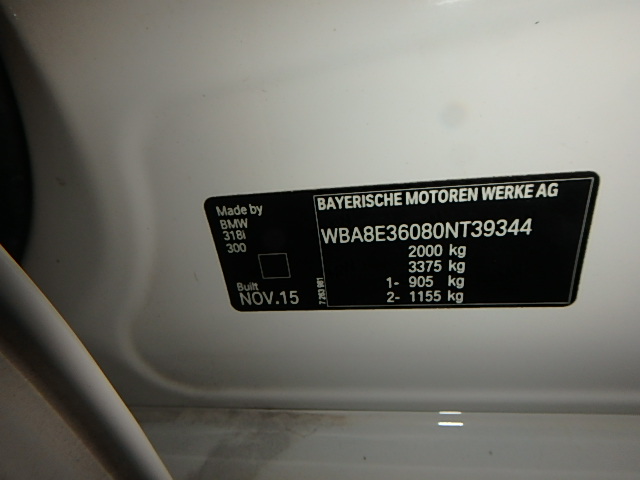 Made by
BMW
318i
300
Built
NOV.15
BAYERISCHE MOTOREN WERKE AG
WBA8E36080NT39344
2000 kg
3375 kg
1- 905 kg
2- 1155 kg